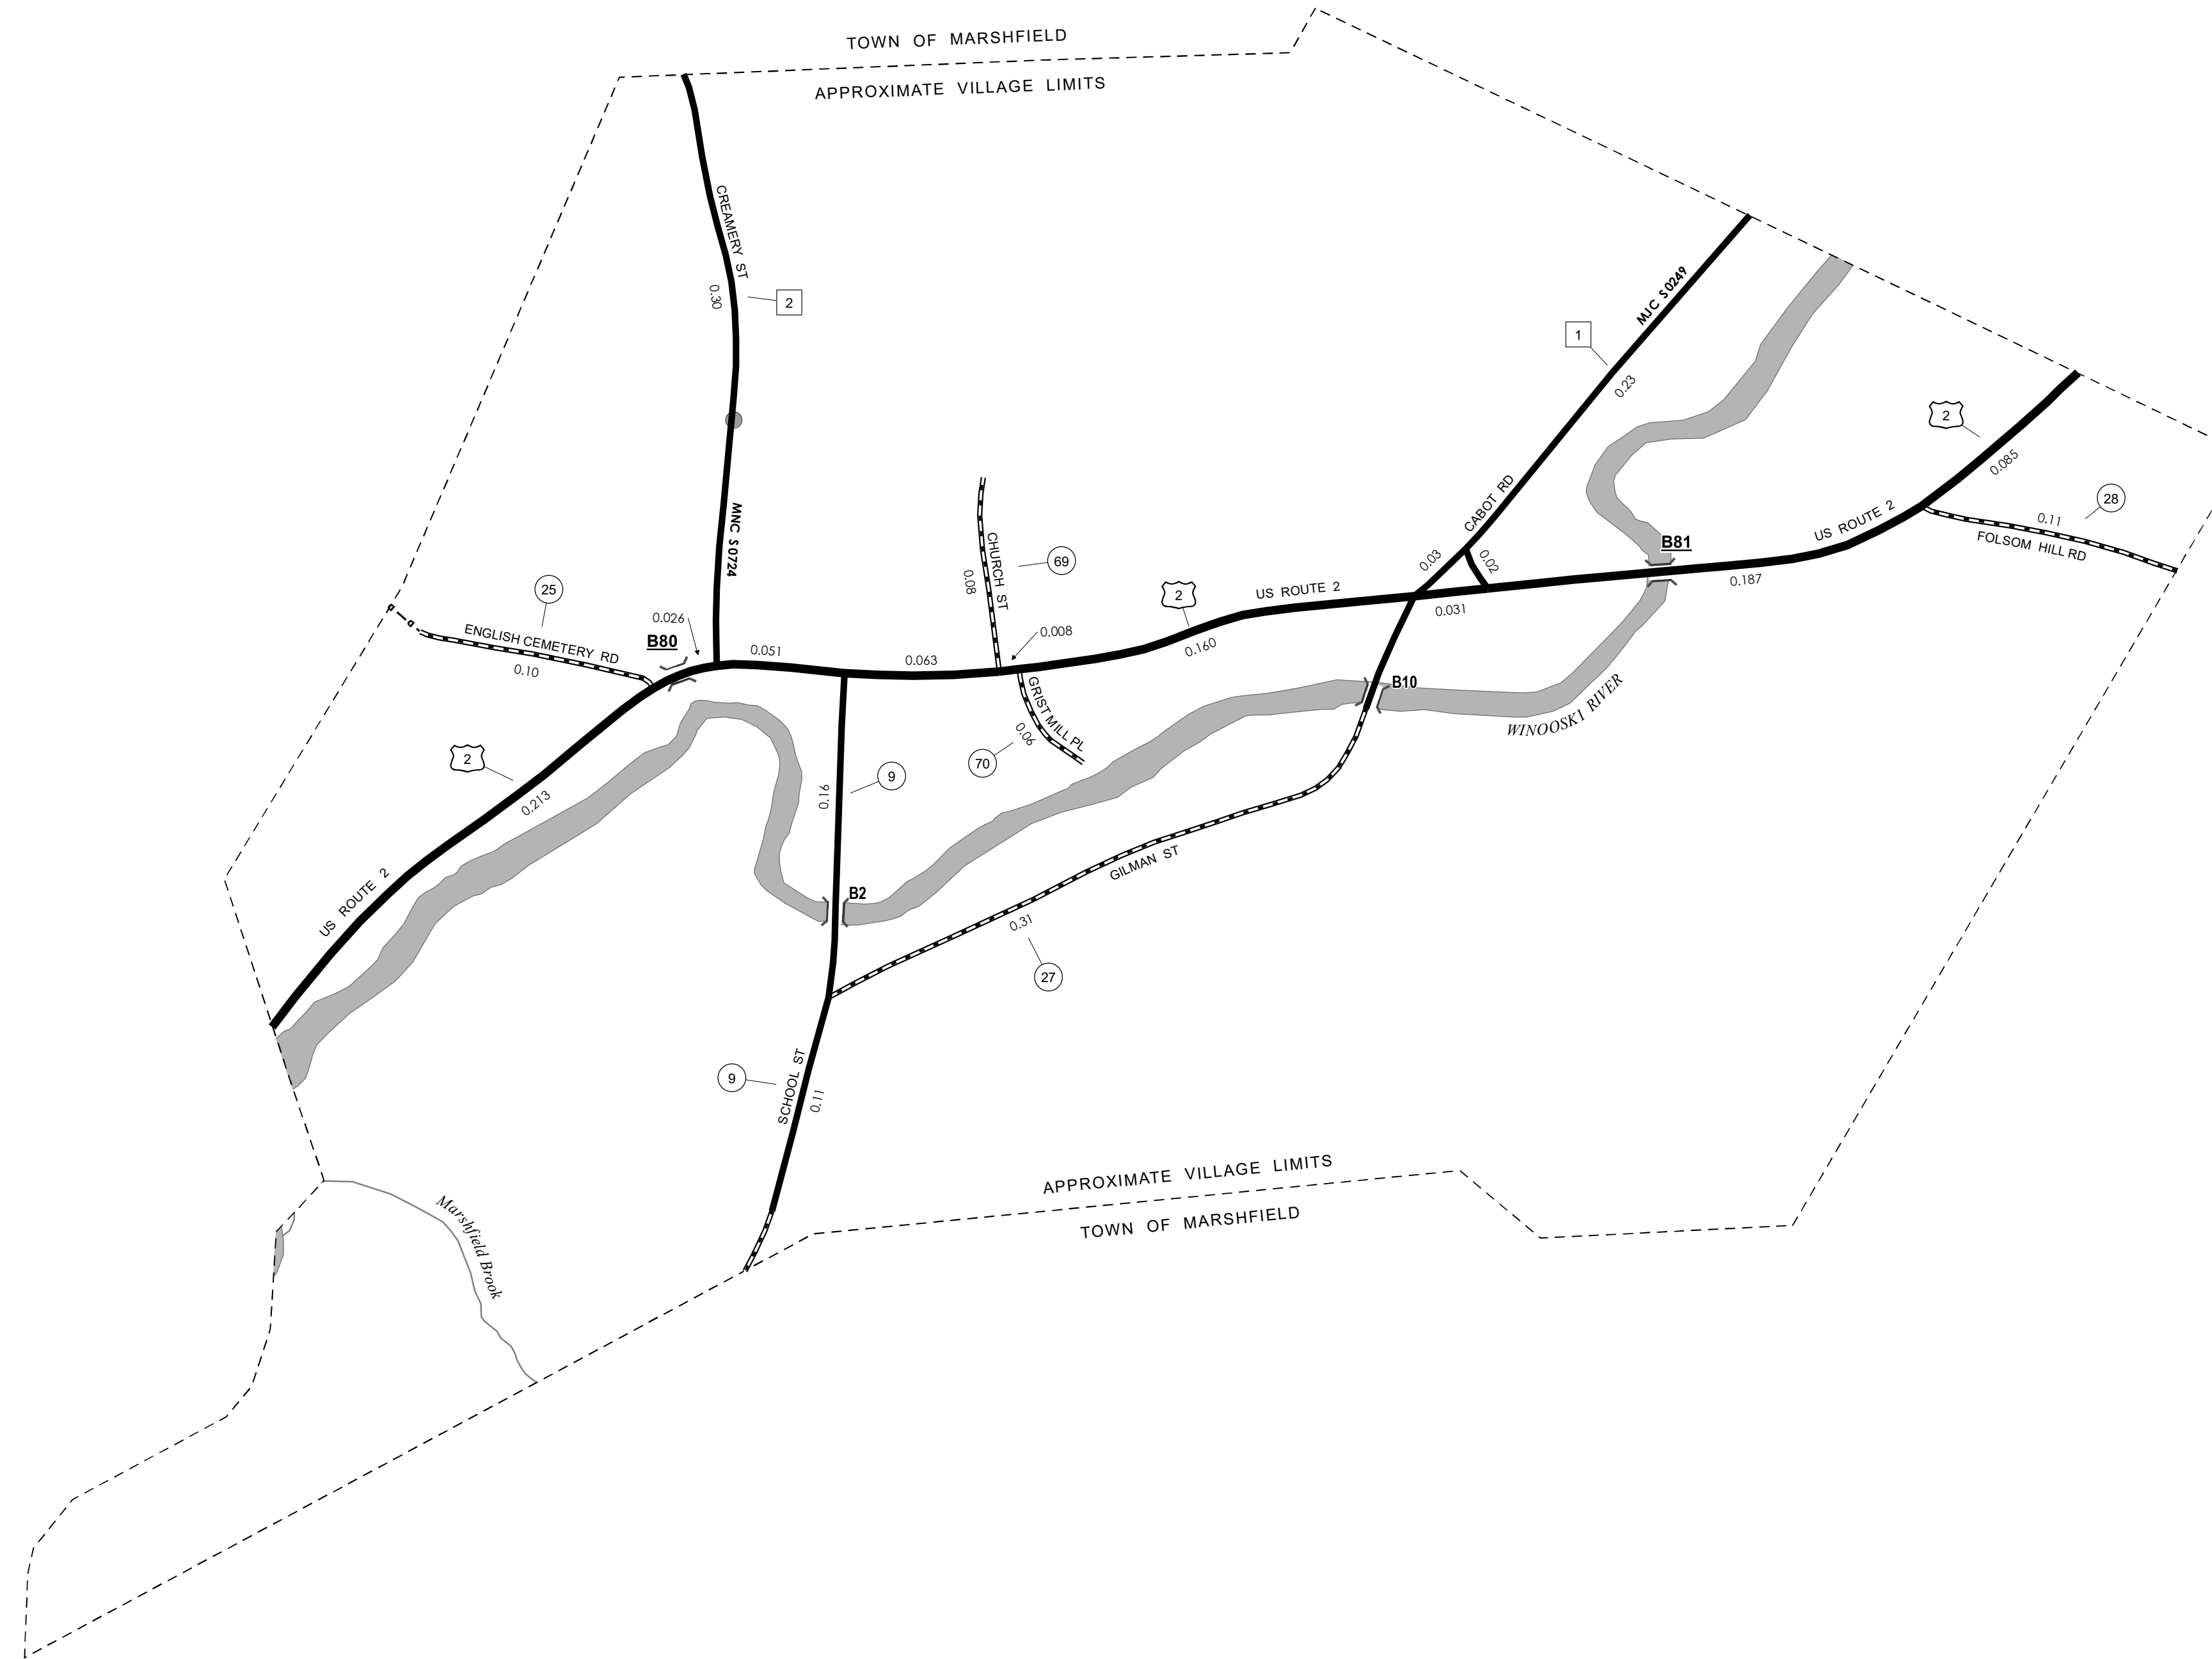 TOWN OF MARSHFIELD
APPROXIMATE VILLAGE LIMITS
CREAMERY ST
0.30
2
MJC S0249
1
0.23
2
0.085
CABOT RD
28
0.11
FOLSOM HILL RD
US ROUTE 2
MNC S0724
B81
0.03
0.02
0.187
CHURCH ST
69
0.08
25
2
US ROUTE 2
0.031
0.026
B80
ENGLISH CEMETERY RD
0.10
0.008
0.051
0.063
0.160
B10
WINOOSKI RIVER
GRIST MILL PL
0.06
70
2
0.213
9
0.16
GILMAN ST
B2
US ROUTE 2
0.31
27
9
SCHOOL ST
0.11
APPROXIMATE VILLAGE LIMITS
TOWN OF MARSHFIELD
Marshfield Brook